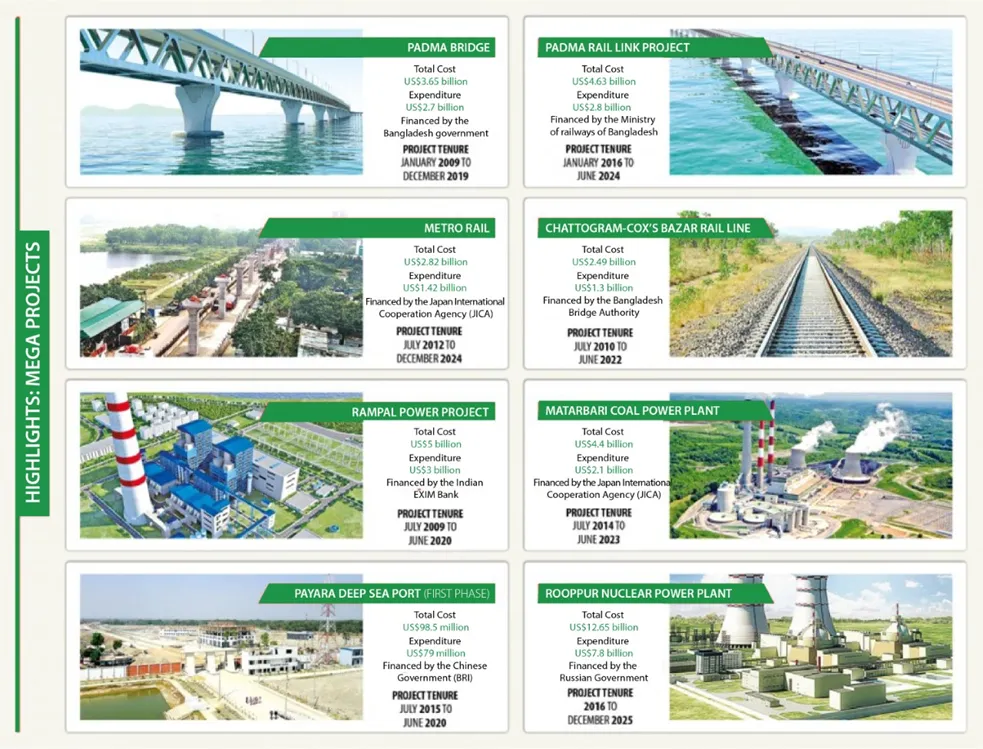 HIGHLIGHTS: MEGA PROJECTS
PADMA BRIDGE
Total Cost
US$3.65 billion
Expenditure
US$2.7 billion
Financed by the
Bangladesh government
PROJECT TENURE
JANUARY 2009 TO
DECEMBER 2019
PADMA RAIL LINK PROJECT
Total Cost
US$4.63 billion
Expenditure
US$2.8 billion
Financed by the Ministry
of railways of Bangladesh
PROJECT TENURE
JANUARY 2016 TO
JUNE 2024
METRO RAIL
Total Cost
US$2.82 billion
Expenditure
US$1.42 billion
Financed by the Japan International
Cooperation Agency (JICA)
PROJECT TENURE
JULY 2012 TO
DECEMBER 2024
CHATTOGRAM-COX'S BAZAR RAIL LINE
Total Cost
US$2.49 billion
Expenditure
US$1.3 billion
Financed by the Bangladesh
Bridge Authority
PROJECT TENURE
JULY 2010 TO
JUNE 2022
RAMPAL POWER PROJECT
Total Cost
US$5 billion
Expenditure
US$3 billion
Financed by the Indian
EXIM Bank
PROJECT TENURE
JULY 2009 TO
JUNE 2020
MATARBARI COAL POWER PLANT
Total Cost
US$4.4 billion
Expenditure
US$2.1 billion
Financed by the Japan Internationa
Cooperation Agency (JICA)
PROJECT TENURE
JULY 2014 TO
JUNE 2023
PAYARA DEEP SEA PORT (FIRST PHASE)
Total Cost
US$98.5 million
Expenditure
US$79 million
Financed by the Chinese
Government (BRI)
PROJECT TENURE
JULY 2015 TO
JUNE 2020
ROOPPUR NUCLEAR POWER PLANT
Total Cost
US$12.65 billion
Expenditure
US$7.8 billion
Financed by the
Russian Government
PROJECT TENURE
2016 TO
DECEMBER 2025